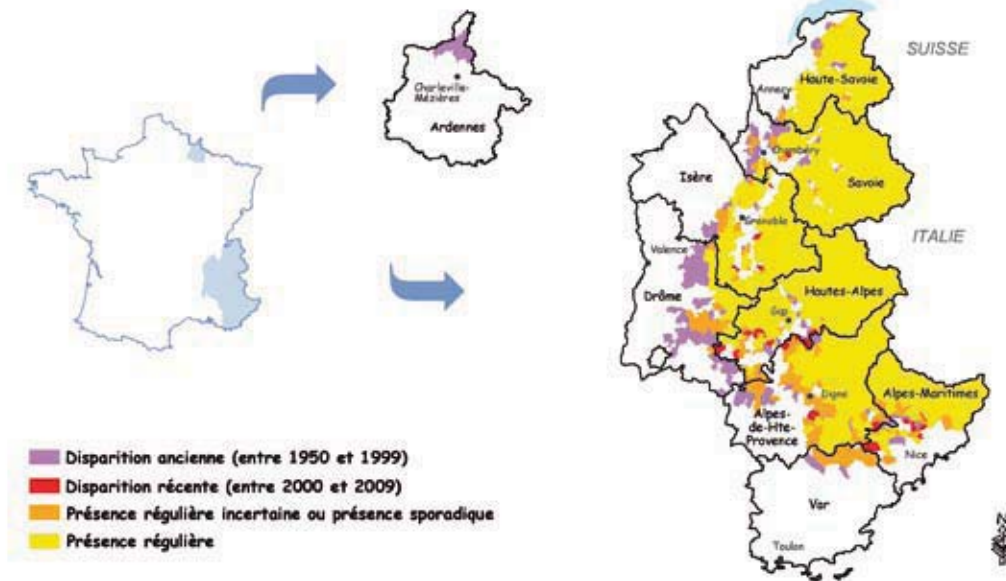 Charleville-
Mézières
Ardennes
SUISSE
Haute-Savoie
Annecy
Chambéry
Isère
Savoie
Grenoble
ITALIE
Valence
Hautes-Alpes
Drôme
Gap
Alpes-Maritimes
Digne
Alpes-
de-Hte-
Provence
Nice
Var
Toulon
Disparition ancienne (entre 1950 et 1999)
Disparition récente (entre 2000 et 2009)
Présence régulière incertaine ou présence sporadique
Présence régulière